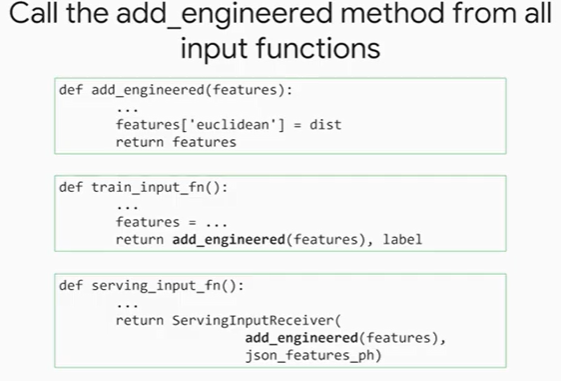 Call the add_engineered method from all
input functions
def add_engineered(features):
...
features['euclidean'] = dist
return features
def train_input_fn():
...
features = ...
return add_engineered(features), label
def serving_input_fn():
...
return ServingInputReceiver(
add_engineered(features),
json_features_ph)